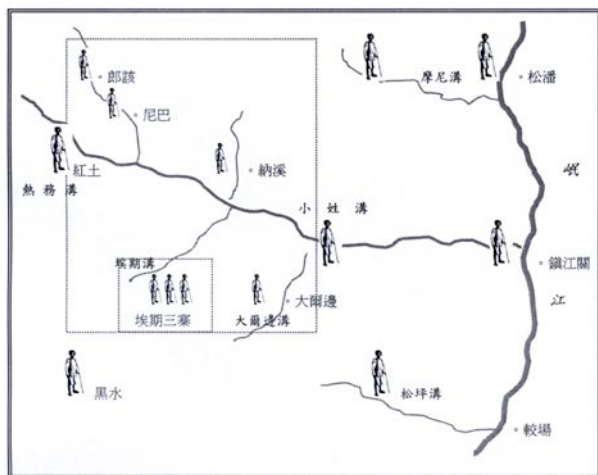 郎該
尼巴
摩尼溝
松潘
紅土
納溪
熱務溝
小姓溝
岷
江
埃期溝
鎮江關
埃期三寨
大爾邊
大爾邊溝
黑水
松坪溝
較場